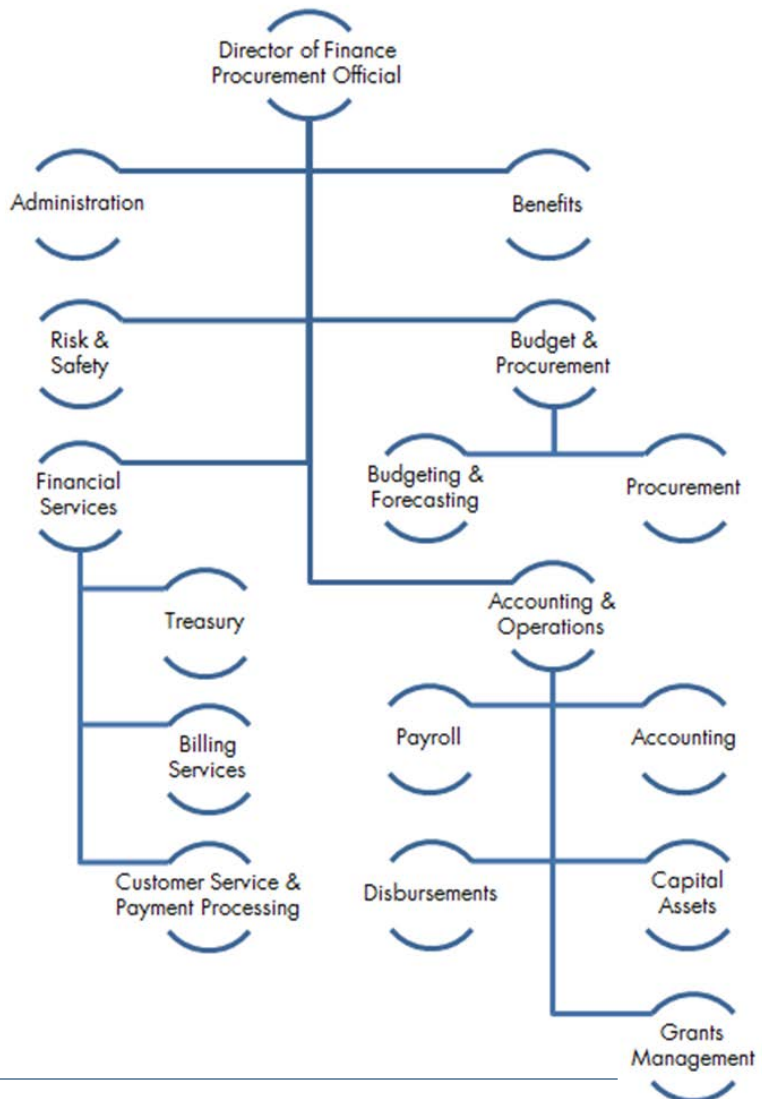 Director of Finance
Procurement Official
Administration
Benefits
Risk &
Safety
Budget &
Procurement
Financial
Services
Budgeting &
Forecasting
Procurement
Treasury
Accounting &
Operations
Billing
Services
Payroll
Accounting
Customer Service &
Payment Processing
Disbursements
Capital
Assets
Grants
Management